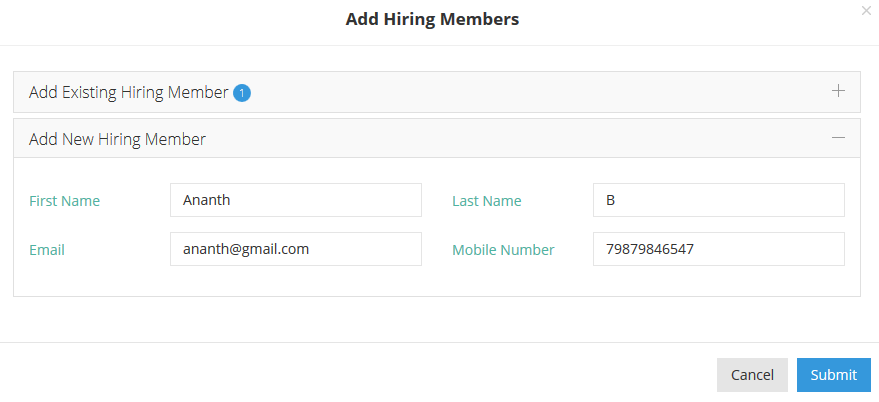 Add Hiring Members
×
Add Existing Hiring Member 1
Add New Hiring Member
First Name Ananth Last Name B
Email ananth@gmail.com Mobile Number 79879846547
Cancel Submit